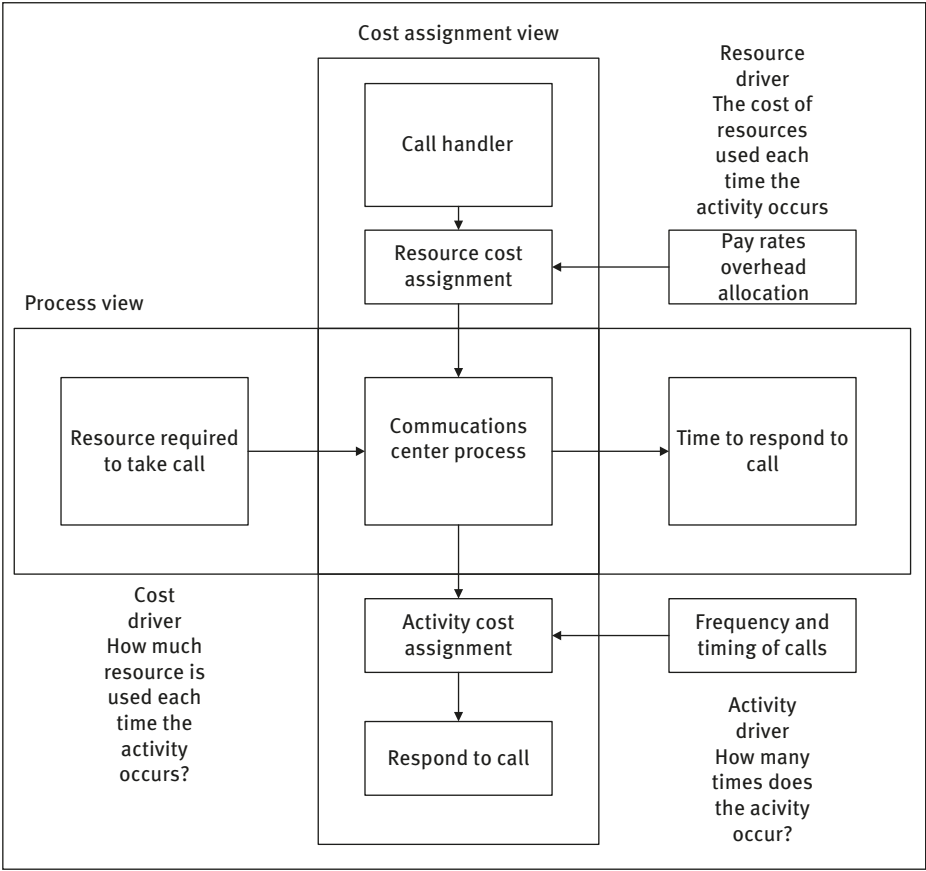 Cost assignment view
Resource
driver
The cost of
resources
used each
time the
activity occurs
Call handler
Resource cost
assignment
Pay rates
overhead
allocation
Process view
Resource required
to take call
Commucations
center process
Time to respond to
call
Cost
driver
How much
resource is
used each
time the
activity
occurs?
Activity cost
assignment
Frequency and
timing of calls
Respond to call
Activity
driver
How many
times does
the acivity
occur?